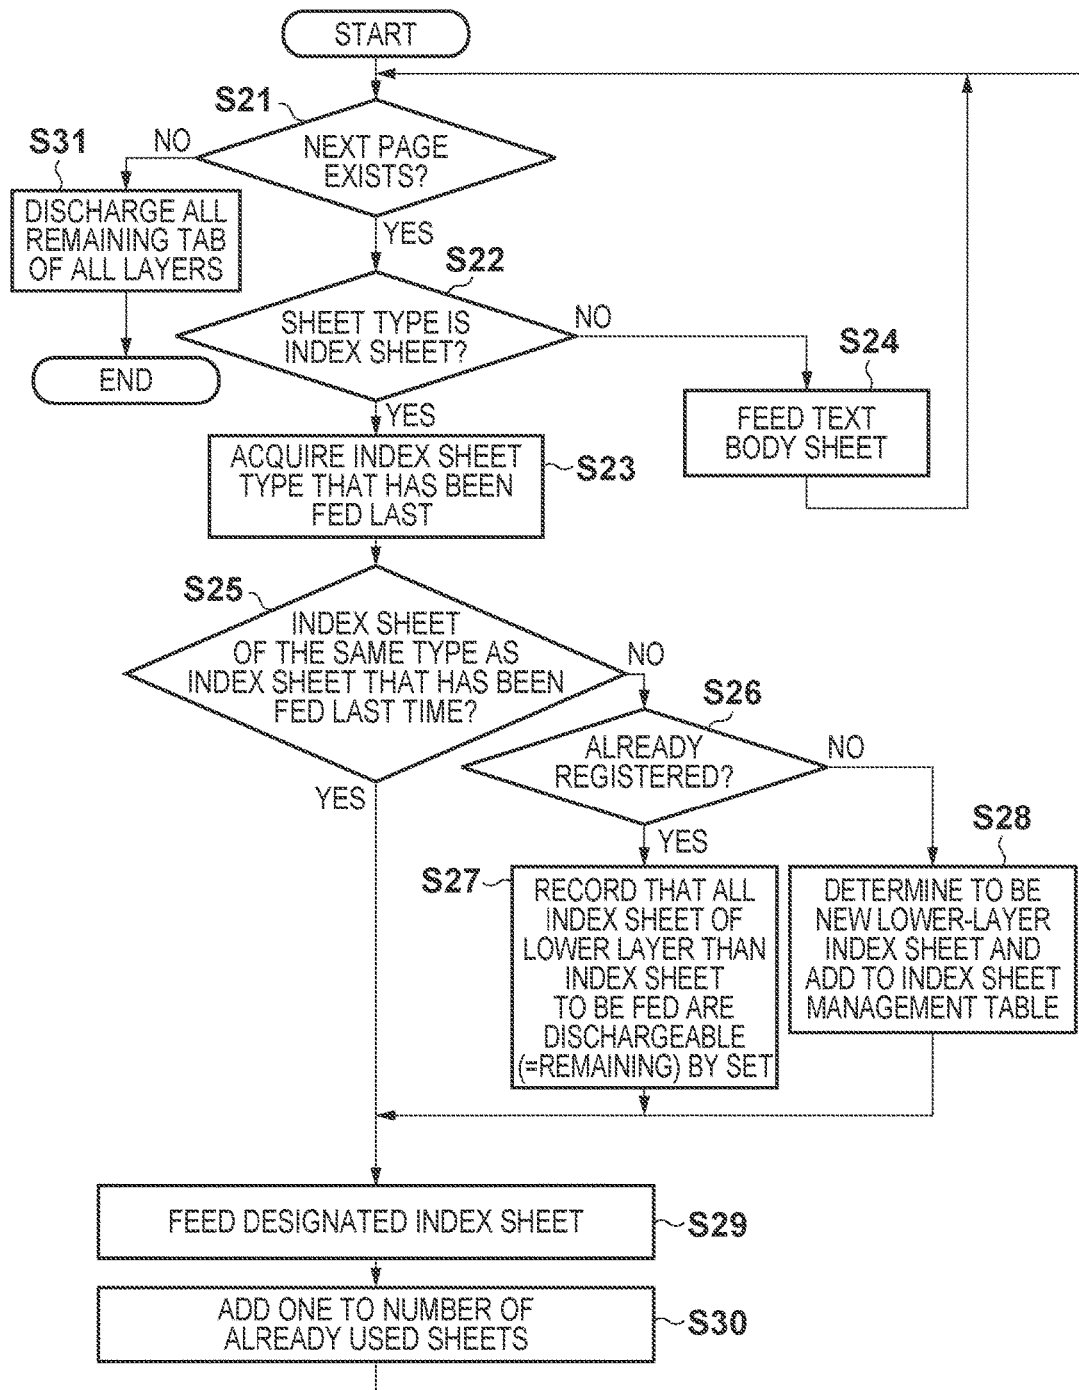 START
S21
NEXT PAGE
EXISTS?
NO
S31
DISCHARGE ALL
REMAINING TAB
OF ALL LAYERS
END
YES
S22
SHEET TYPE IS
INDEX SHEET?
NO
S24
FEED TEXT
BODY SHEET
YES
ACQUIRE INDEX SHEET
TYPE THAT HAS BEEN
FED LAST
S23
S25
INDEX SHEET
OF THE SAME TYPE AS
INDEX SHEET THAT HAS BEEN
FED LAST TIME?
NO
S26
ALREADY
REGISTERED?
NO
YES
YES
S27
RECORD THAT ALL
INDEX SHEET OF
LOWER LAYER THAN
INDEX SHEET
TO BE FED ARE
DISCHARGEABLE
(=REMAINING) BY SET
S28
DETERMINE TO BE
NEW LOWER-LAYER
INDEX SHEET AND
ADD TO INDEX SHEET
MANAGEMENT TABLE
FEED DESIGNATED INDEX SHEET
S29
ADD ONE TO NUMBER OF
ALREADY USED SHEETS
S30